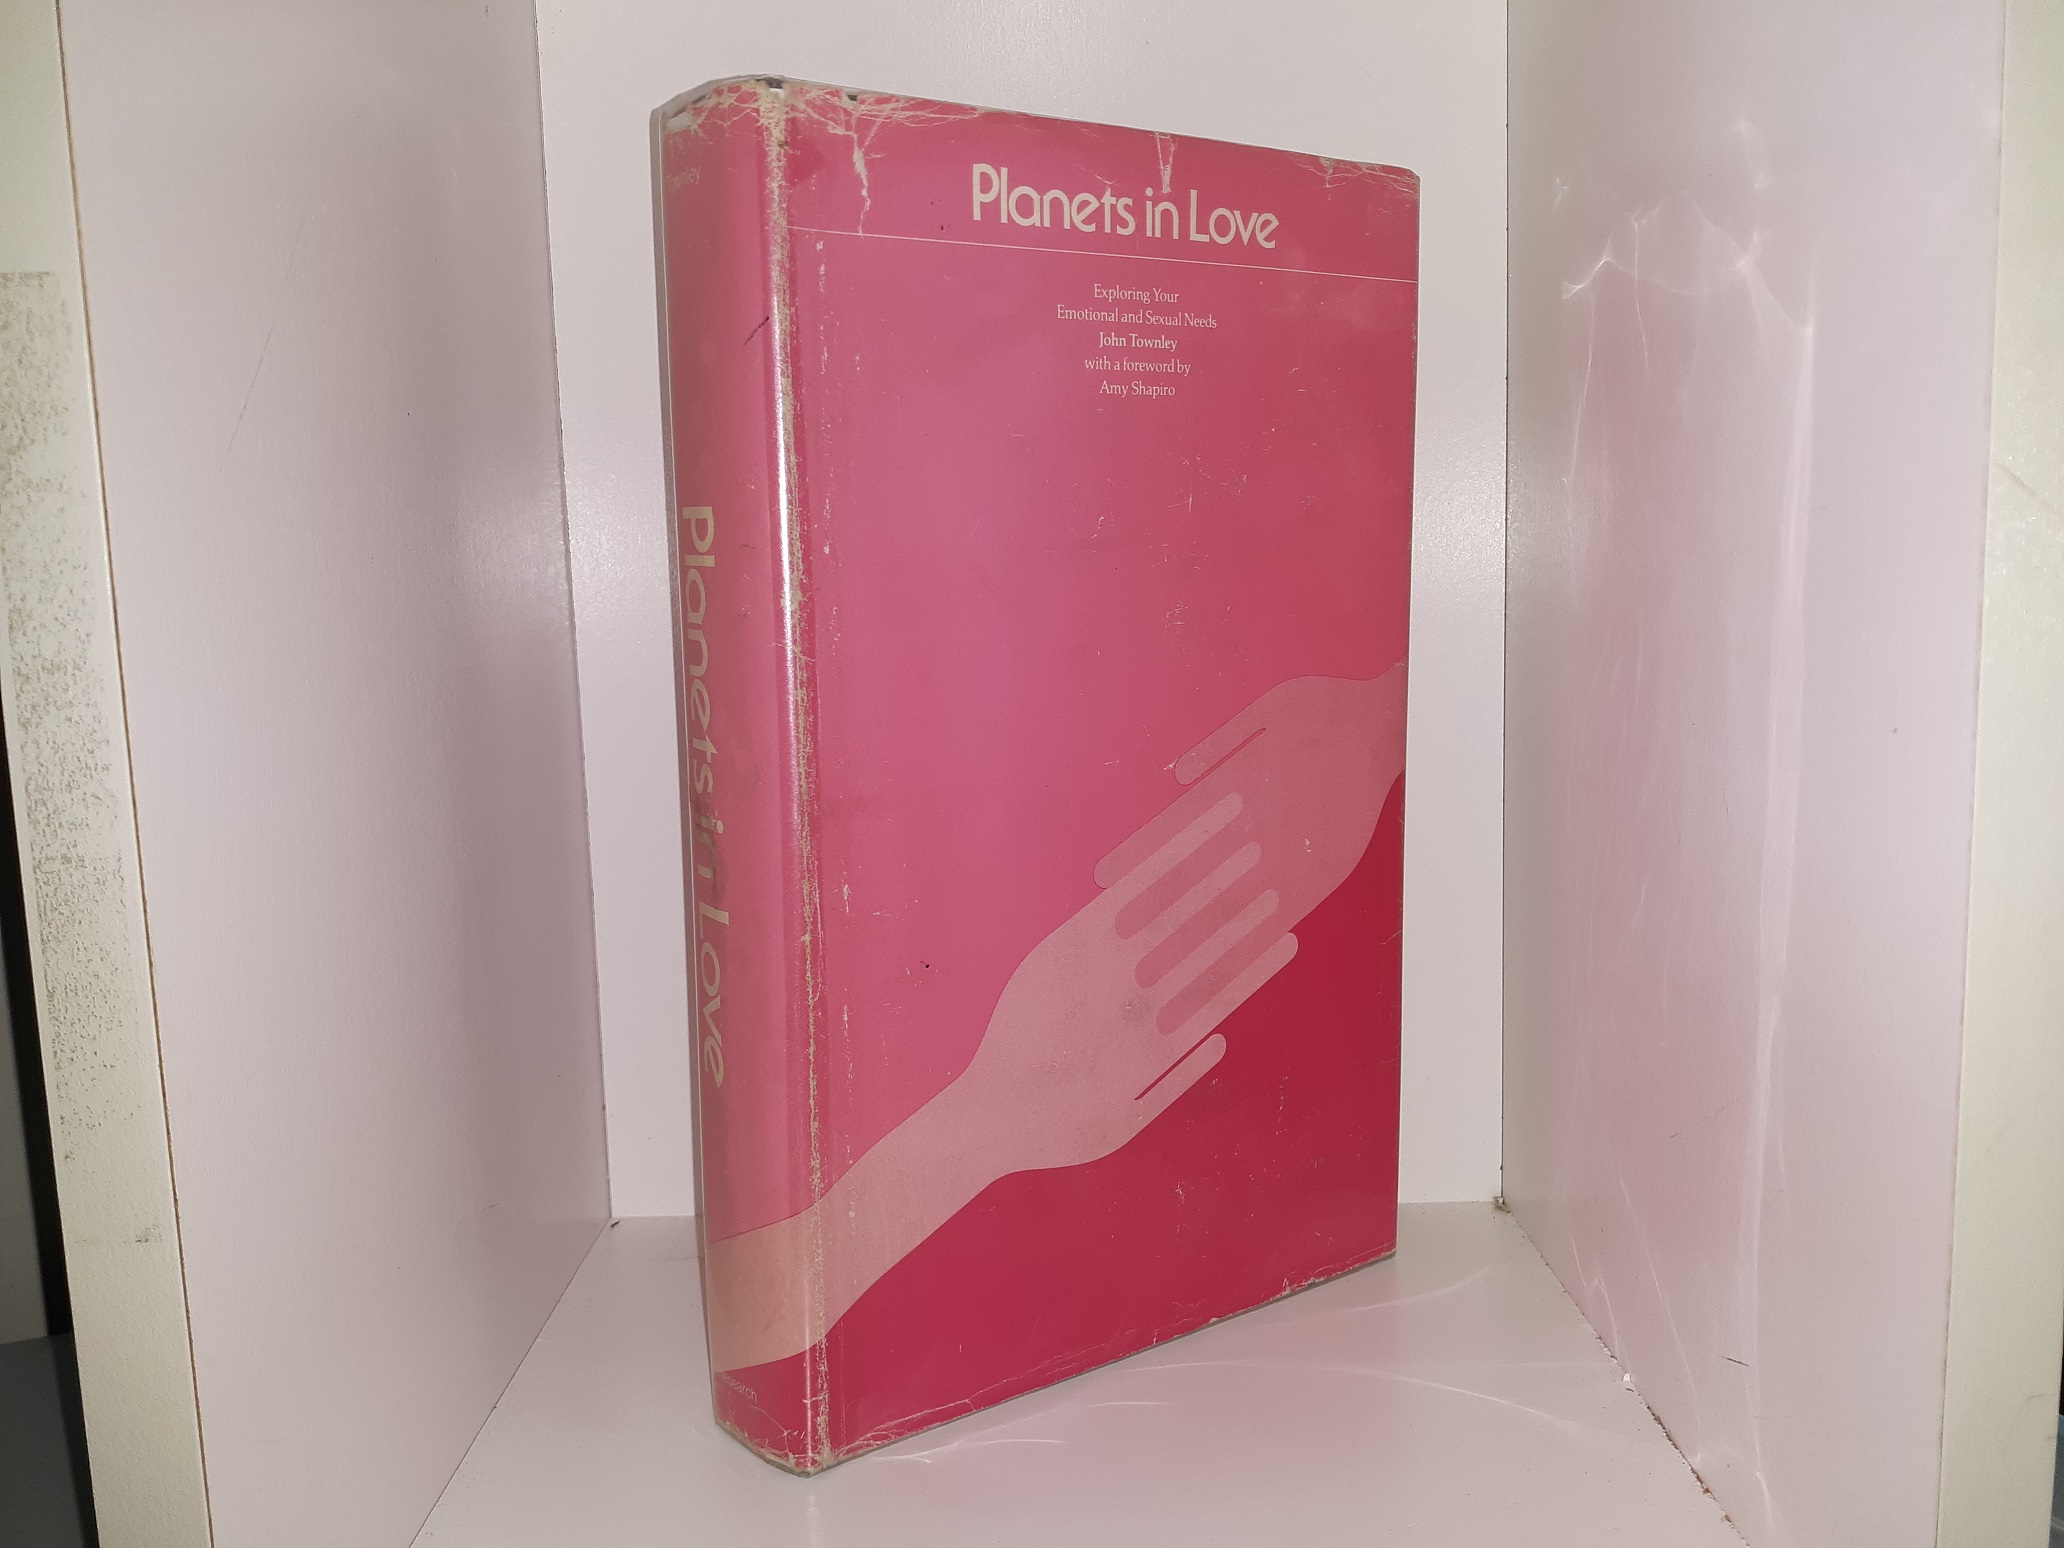 Planets in Love
Exploring Your
Emotional and Sexual Needs
John Townley
with a foreword by
Amy Shapiro
Townley
Planets in Love